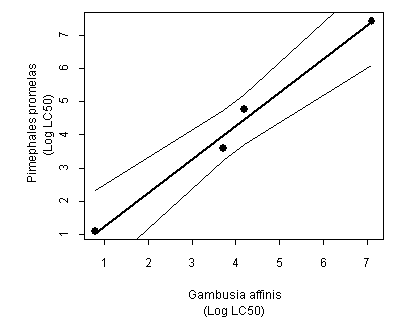 Pimephales promelas
(Log LC50)
7
6
5
4
3
2
1
1 2 3 4 5 6 7
Gambusia affinis
(Log LC50)